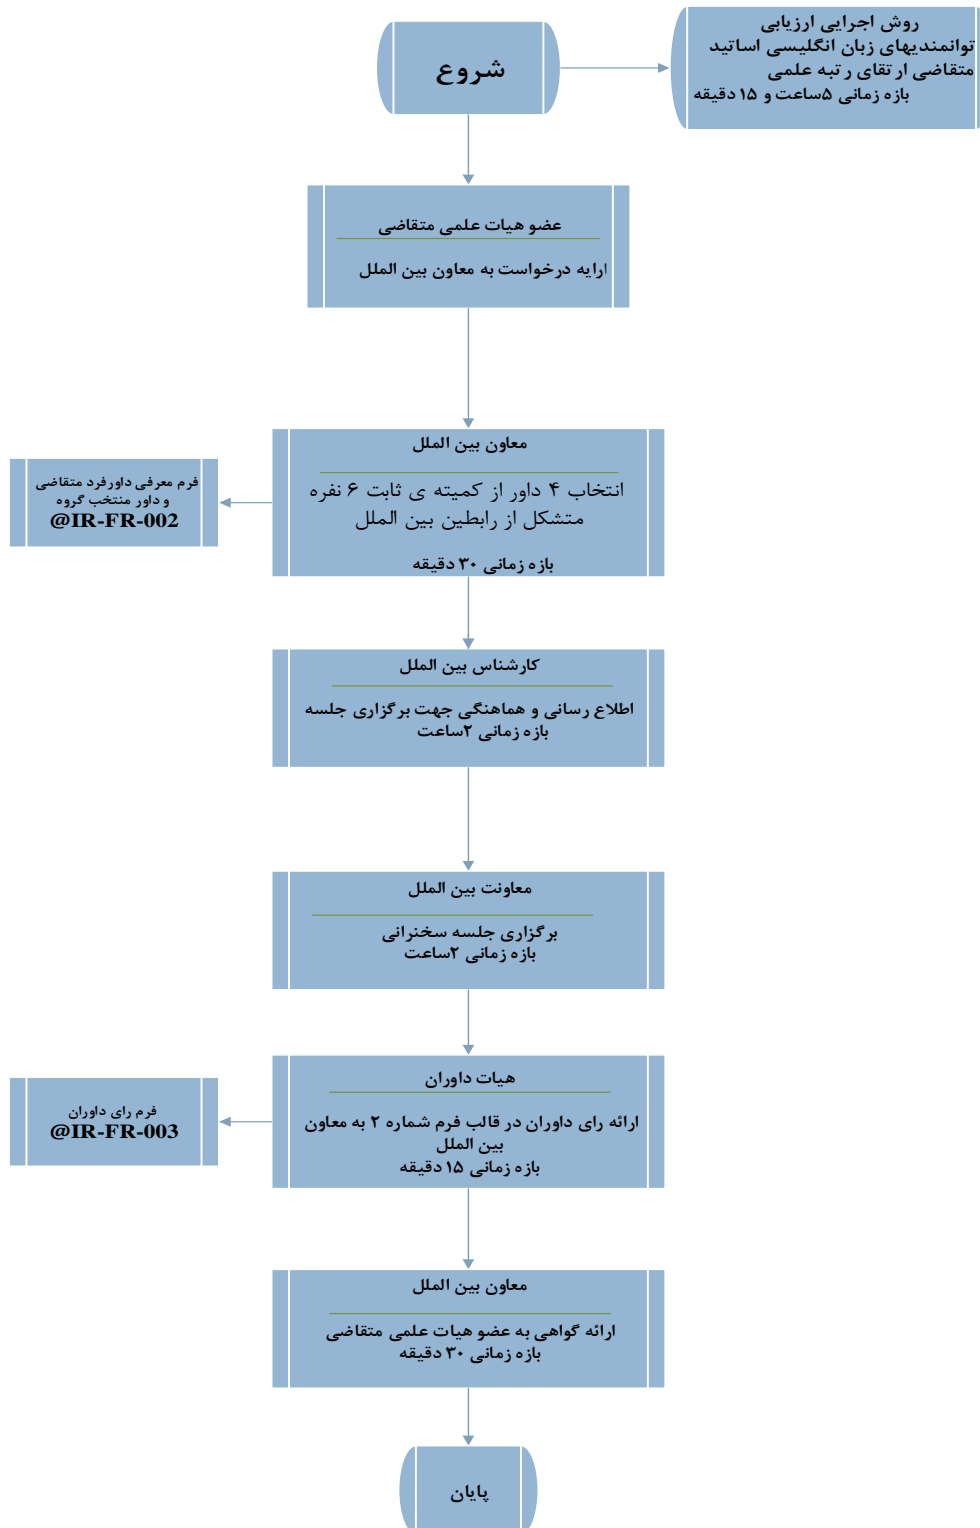 شروع
روش اجرایی ارزیابی
توانمندیهای زبان انگلیسی اساتید
متقاضی ارتقای رتبه علمی
بازه زمانی ۵ساعت و ۱۵ دقیقه
عضو هیات علمی متقاضی
ارایه درخواست به معاون بین الملل
معاون بین الملل
انتخاب ۴ داور از کمیته ی ثابت ۶ نفره
متشکل از رابطین بین الملل
بازه زمانی ۳۰ دقیقه
فرم معرفی داورفرد متقاضی
و داور منتخب گروه
@IR-FR-002
کارشناس بین الملل
اطلاع رسانی و هماهنگی جهت برگزاری جلسه
بازه زمانی ۲ساعت
معاونت بین الملل
برگزاری جلسه سخنرانی
بازه زمانی ۲ساعت
هیات داوران
ارائه رای داوران در قالب فرم شماره ۲ به معاون
بین الملل
بازه زمانی ۱۵ دقیقه
فرم رای داوران
@IR-FR-003
معاون بین الملل
ارائه گواهی به عضو هیات علمی متقاضی
بازه زمانی ۳۰ دقیقه
پایان